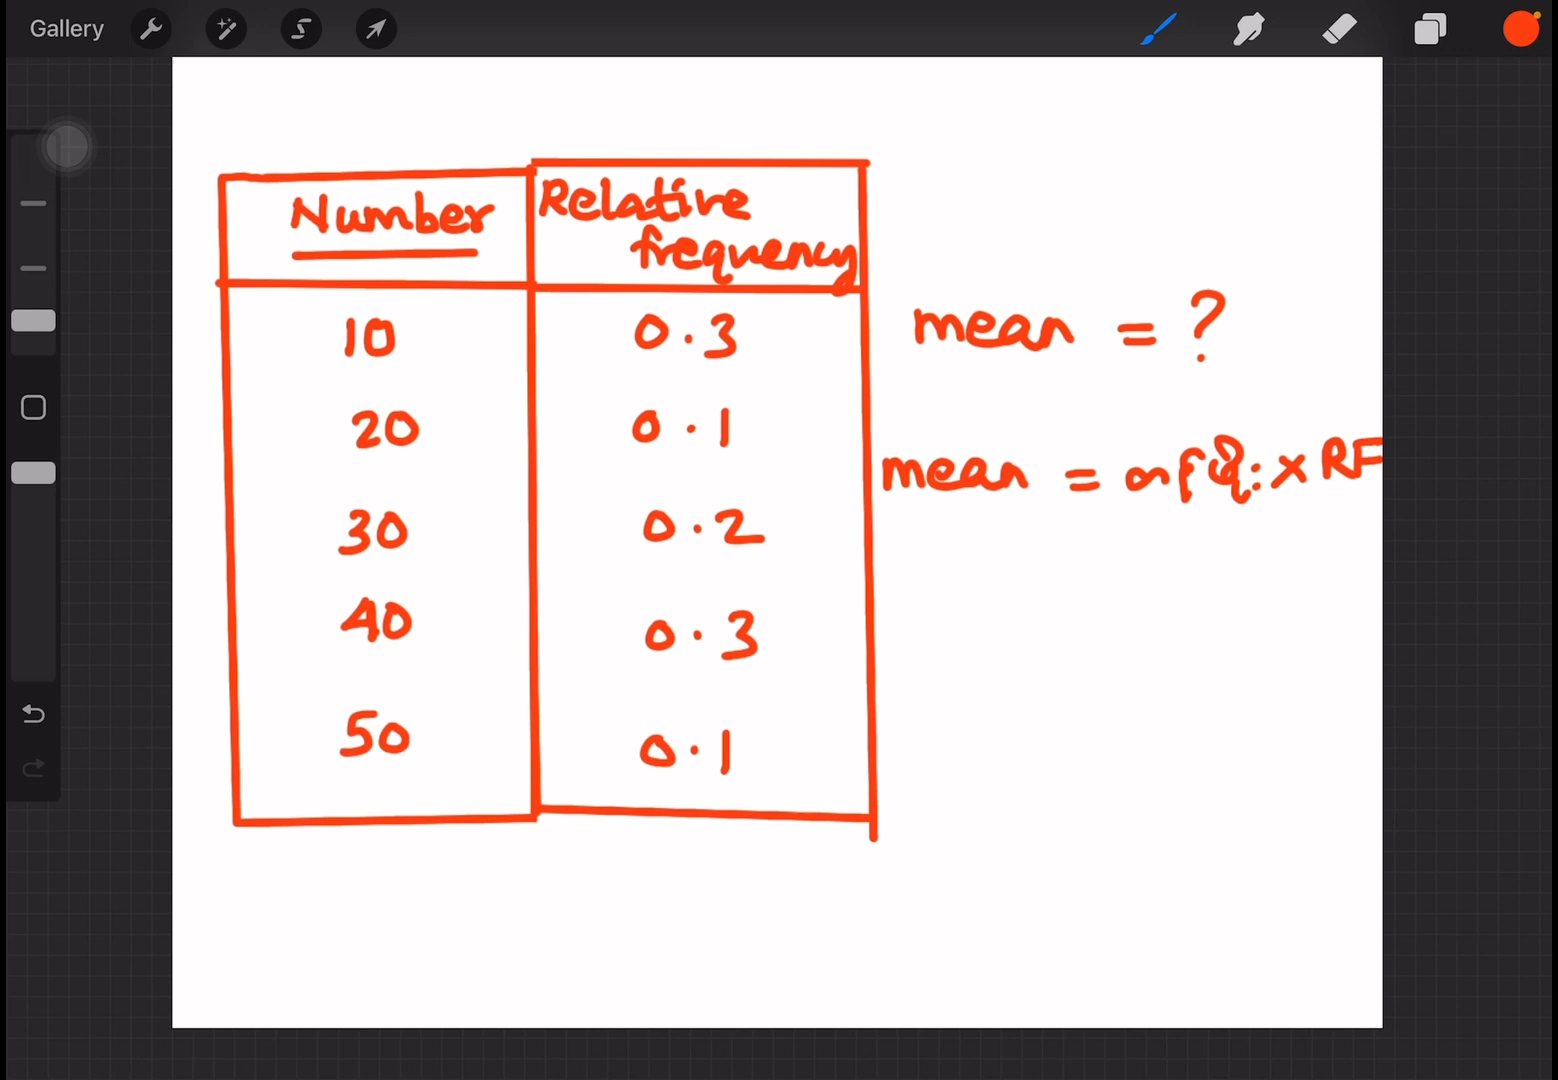 Gallery
Number
Relative
frequency
10 0.3
20 0.1
30 0.2
40 0.3
50 0.1
mean = ?
mean = × RF